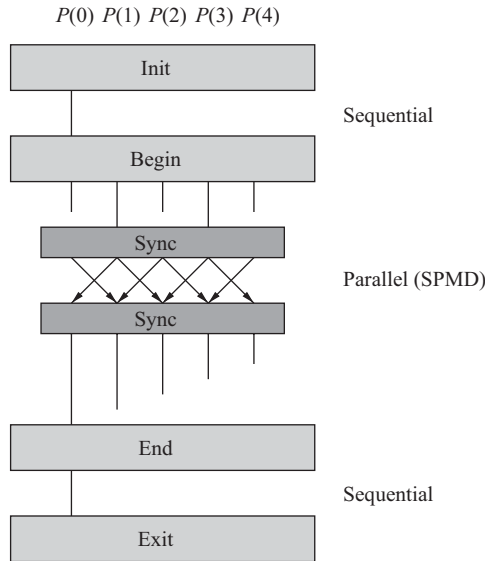 P(0) P(1) P(2) P(3) P(4)
Init
Sequential
Begin
Sync
Parallel (SPMD)
Sync
End
Sequential
Exit